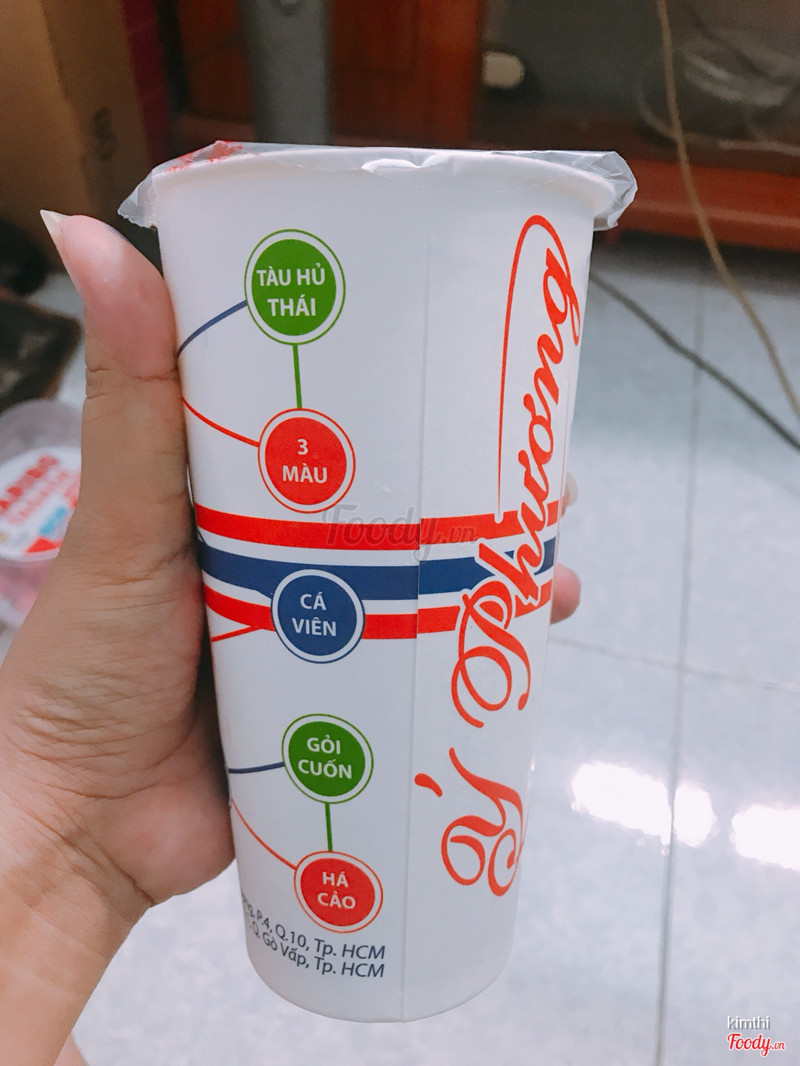 TÀU HỦ
THÁI
3
MÀU
CÁ
VIÊN
GỎI
CUỐN
HÁ
CẢO
Ý Phương
P.4, Q.10, Tp. HCM
Q. Gò Vấp, Tp. HCM
Foody.vn
HARIBO
kimthi
Foody.vn